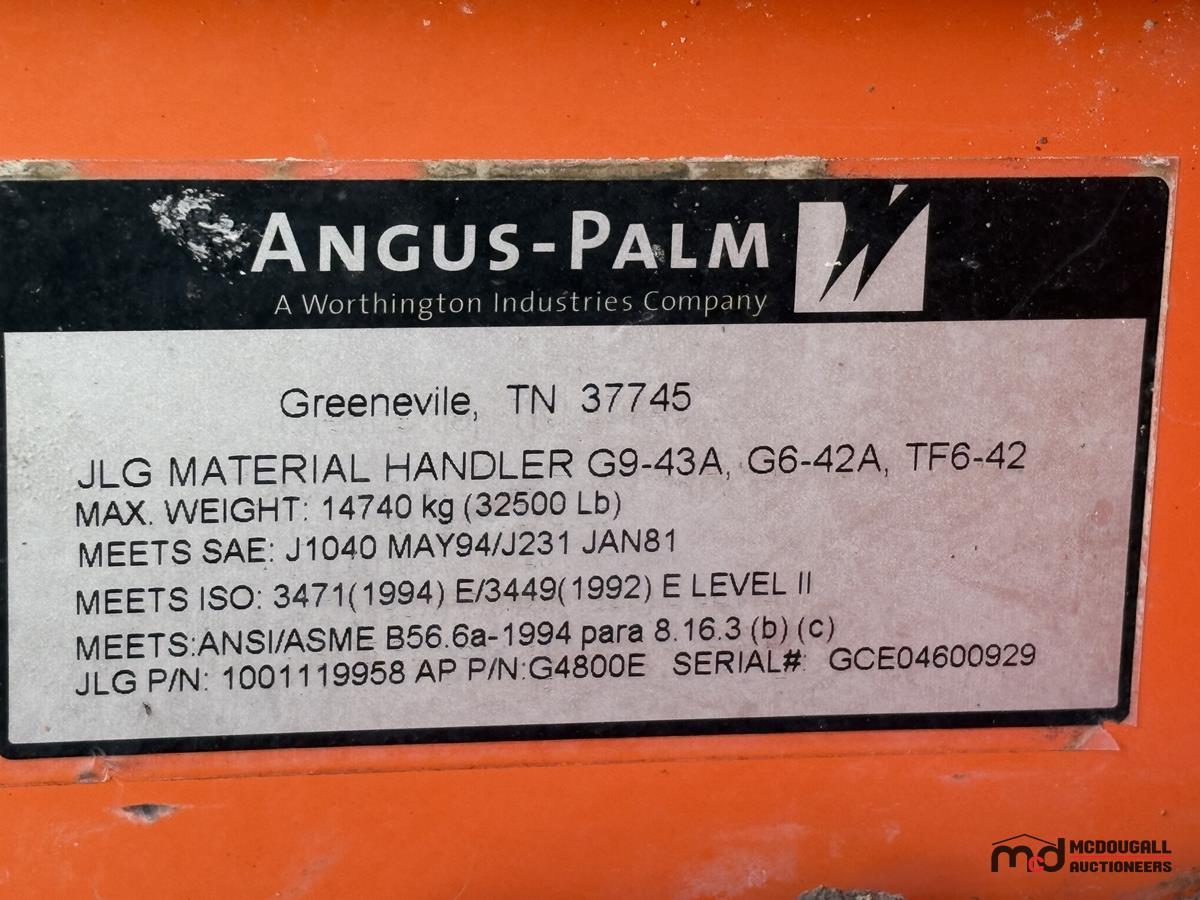 ANGUS-PALM
A Worthington Industries Company
Greenevile, TN 37745
JLG MATERIAL HANDLER G9-43A, G6-42A, TF6-42
MAX. WEIGHT: 14740 kg (32500 Lb)
MEETS SAE: J1040 MAY94/J231 JAN81
MEETS ISO: 3471(1994) E/3449(1992) E LEVEL II
MEETS:ANSI/ASME B56.6a-1994 para 8.16.3 (b) (c)
JLG P/N: 1001119958 AP P/N:G4800E SERIAL#: GCE04600929
mcd MCDOUGALL
AUCTIONEERS